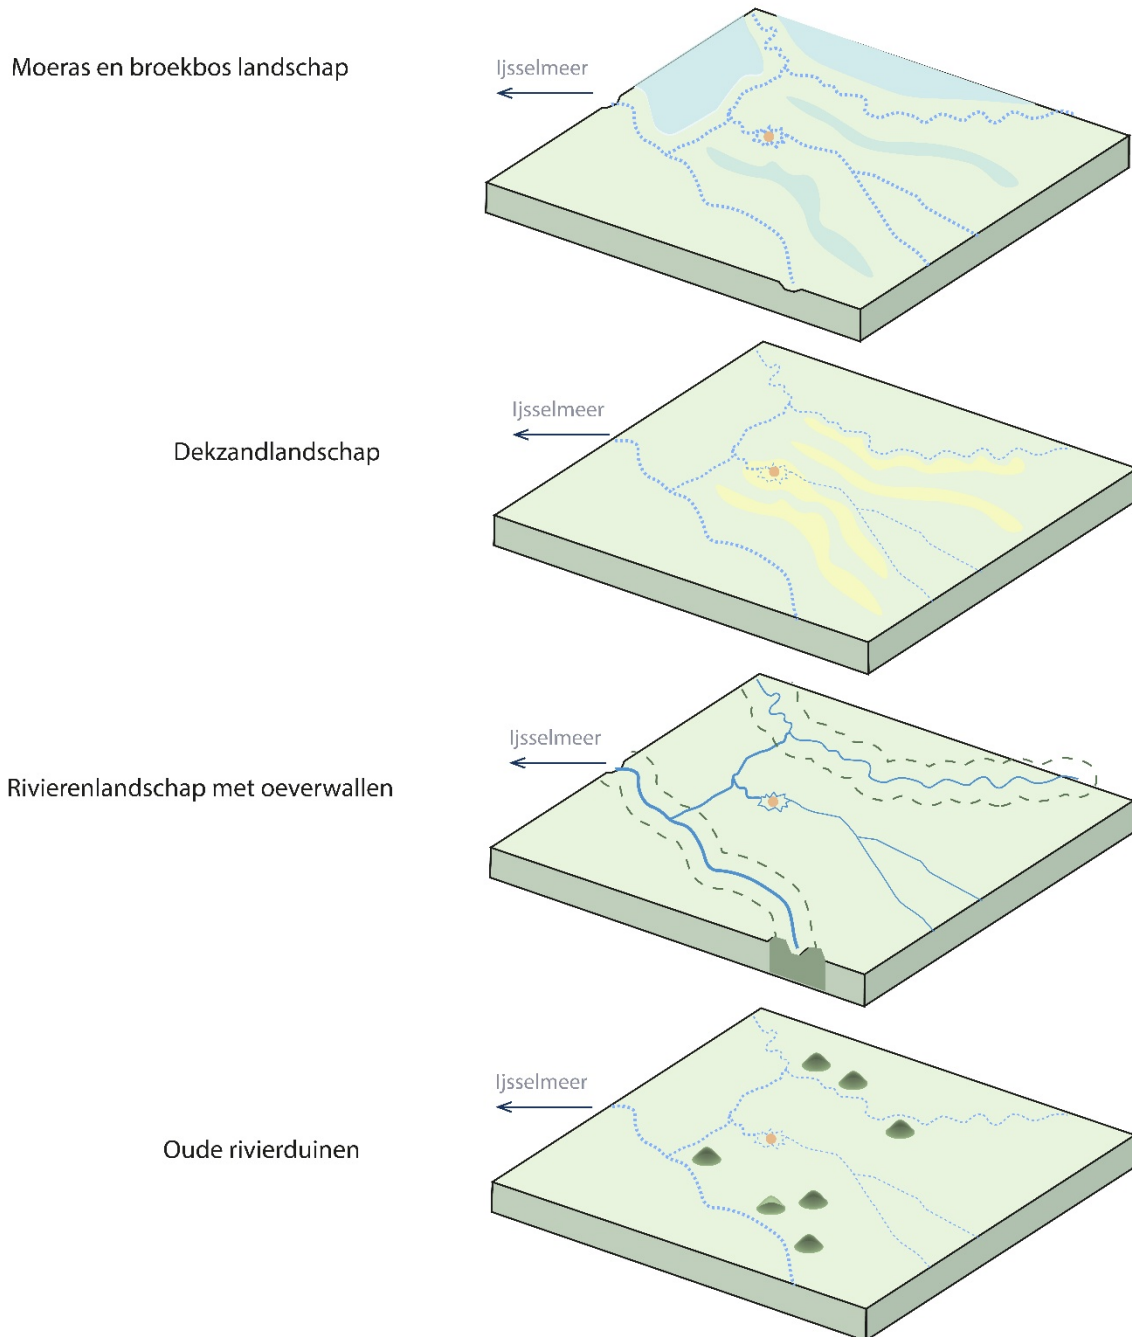 Moeras en broekbos landschap
Ijsselmeer
Dekzandlandschap
Ijsselmeer
Rivierenlandschap met oeverwallen
Ijsselmeer
Oude rivierduinen
Ijsselmeer